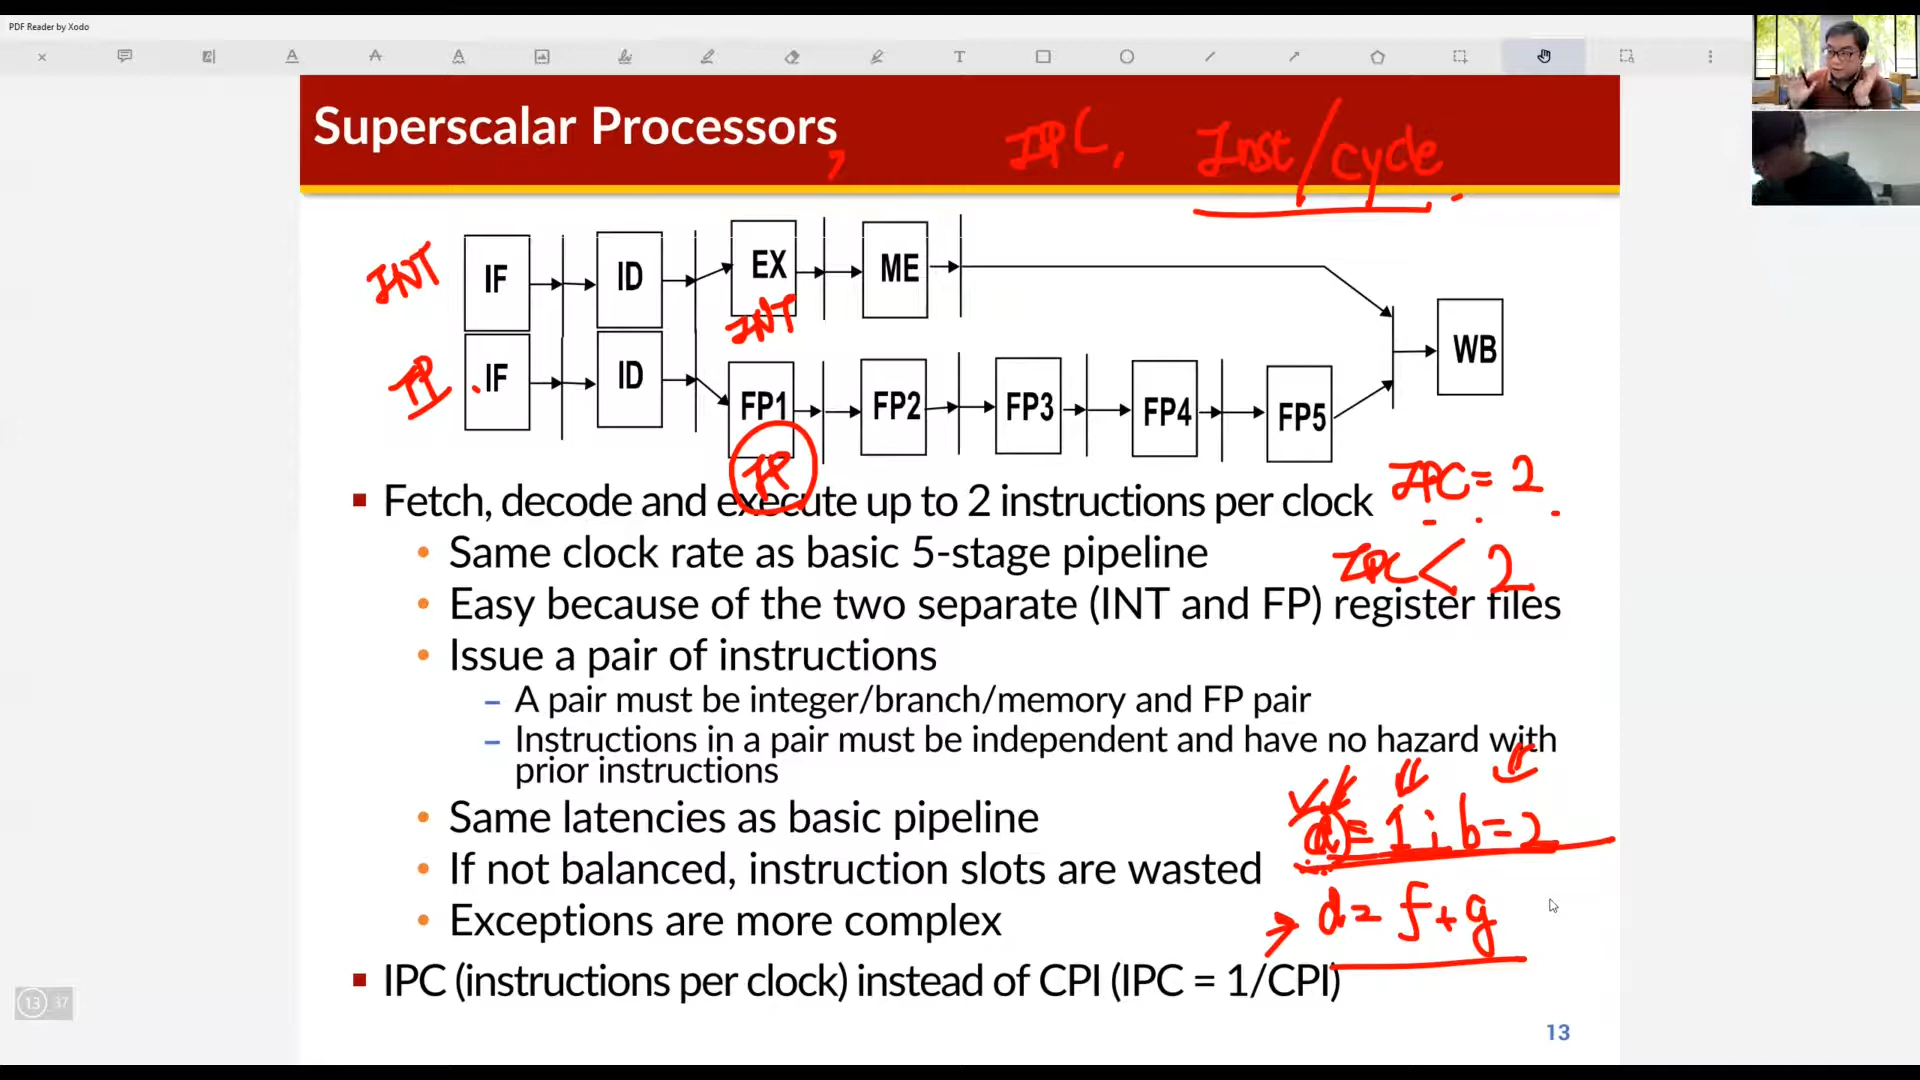 PDF Reader by Xodo
Superscalar Processors
IPC, Inst/cycle
INT
IF ID EX ME
INT
WB
FP
IF ID FP1 FP2 FP3 FP4 FP5
FP
IPC = 2
▪ Fetch, decode and execute up to 2 instructions per clock
• Same clock rate as basic 5-stage pipeline
IPC < 2
• Easy because of the two separate (INT and FP) register files
• Issue a pair of instructions
– A pair must be integer/branch/memory and FP pair
– Instructions in a pair must be independent and have no hazard with
prior instructions
• Same latencies as basic pipeline
a = 1; b = 2
• If not balanced, instruction slots are wasted
d = f + g
• Exceptions are more complex
▪ IPC (instructions per clock) instead of CPI (IPC = 1/CPI)
13 37
13